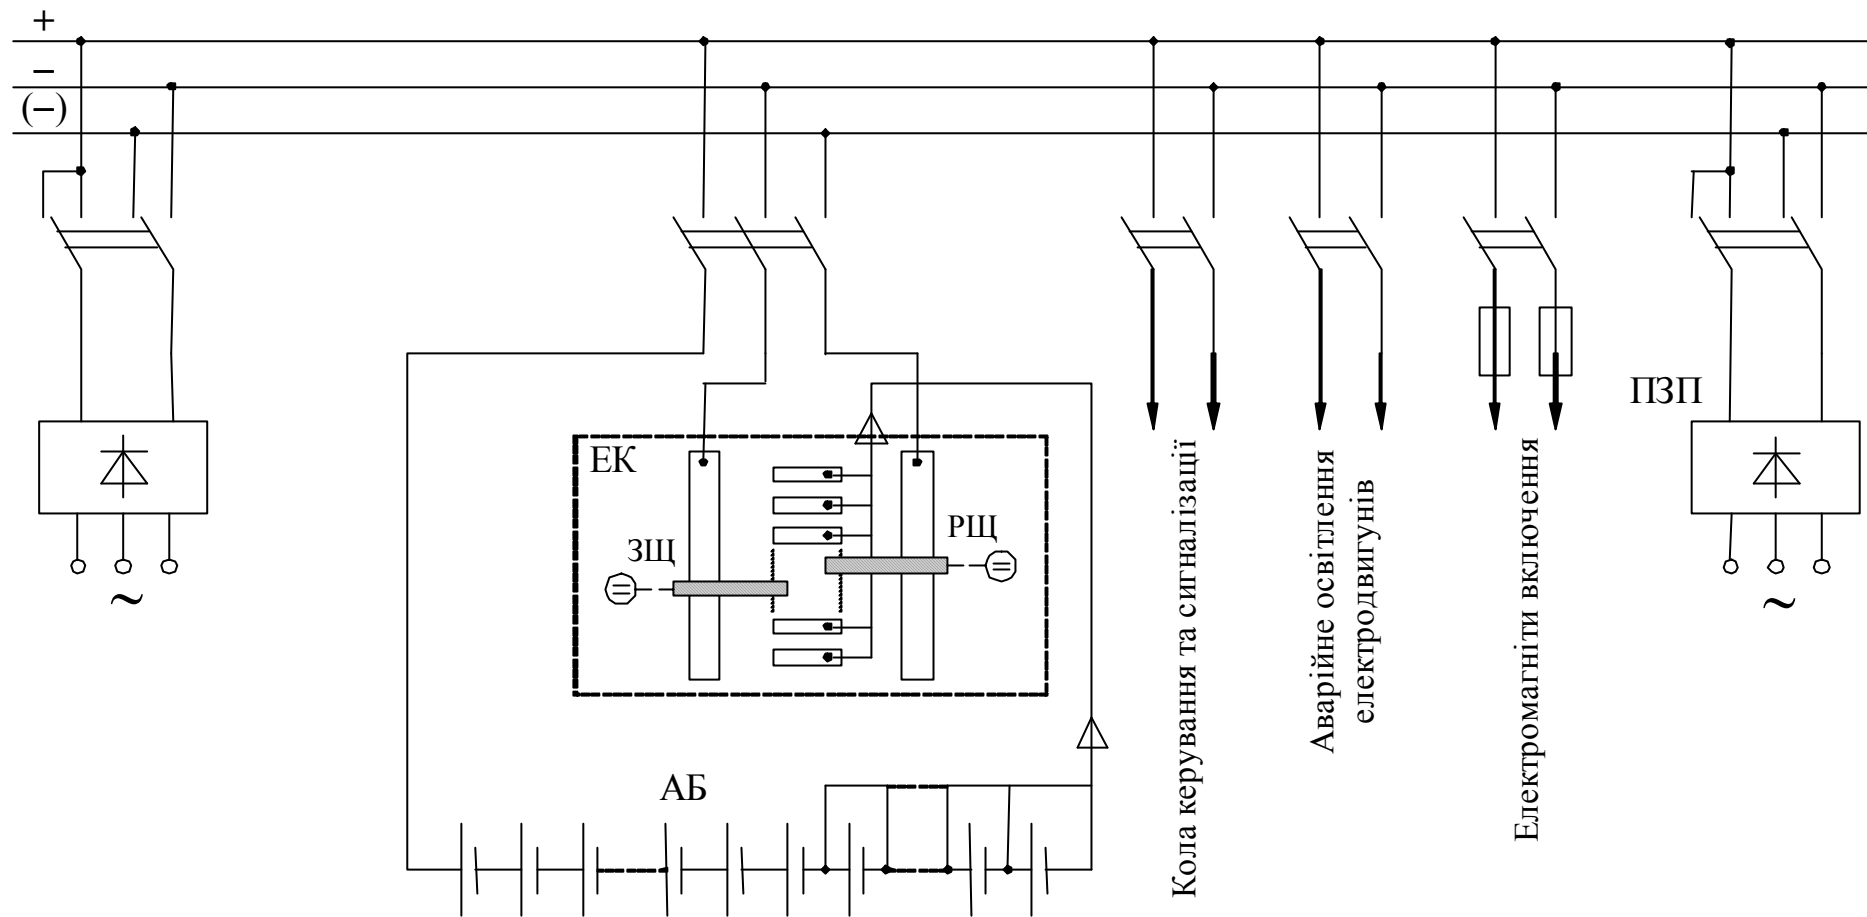 +
−
(−)
ПЗП
ЕК
РЩ
ЗЩ
~
~
АБ
Кола керування та сигналізації
Аварійне освітлення
електродвигунів
Електромагніти включення